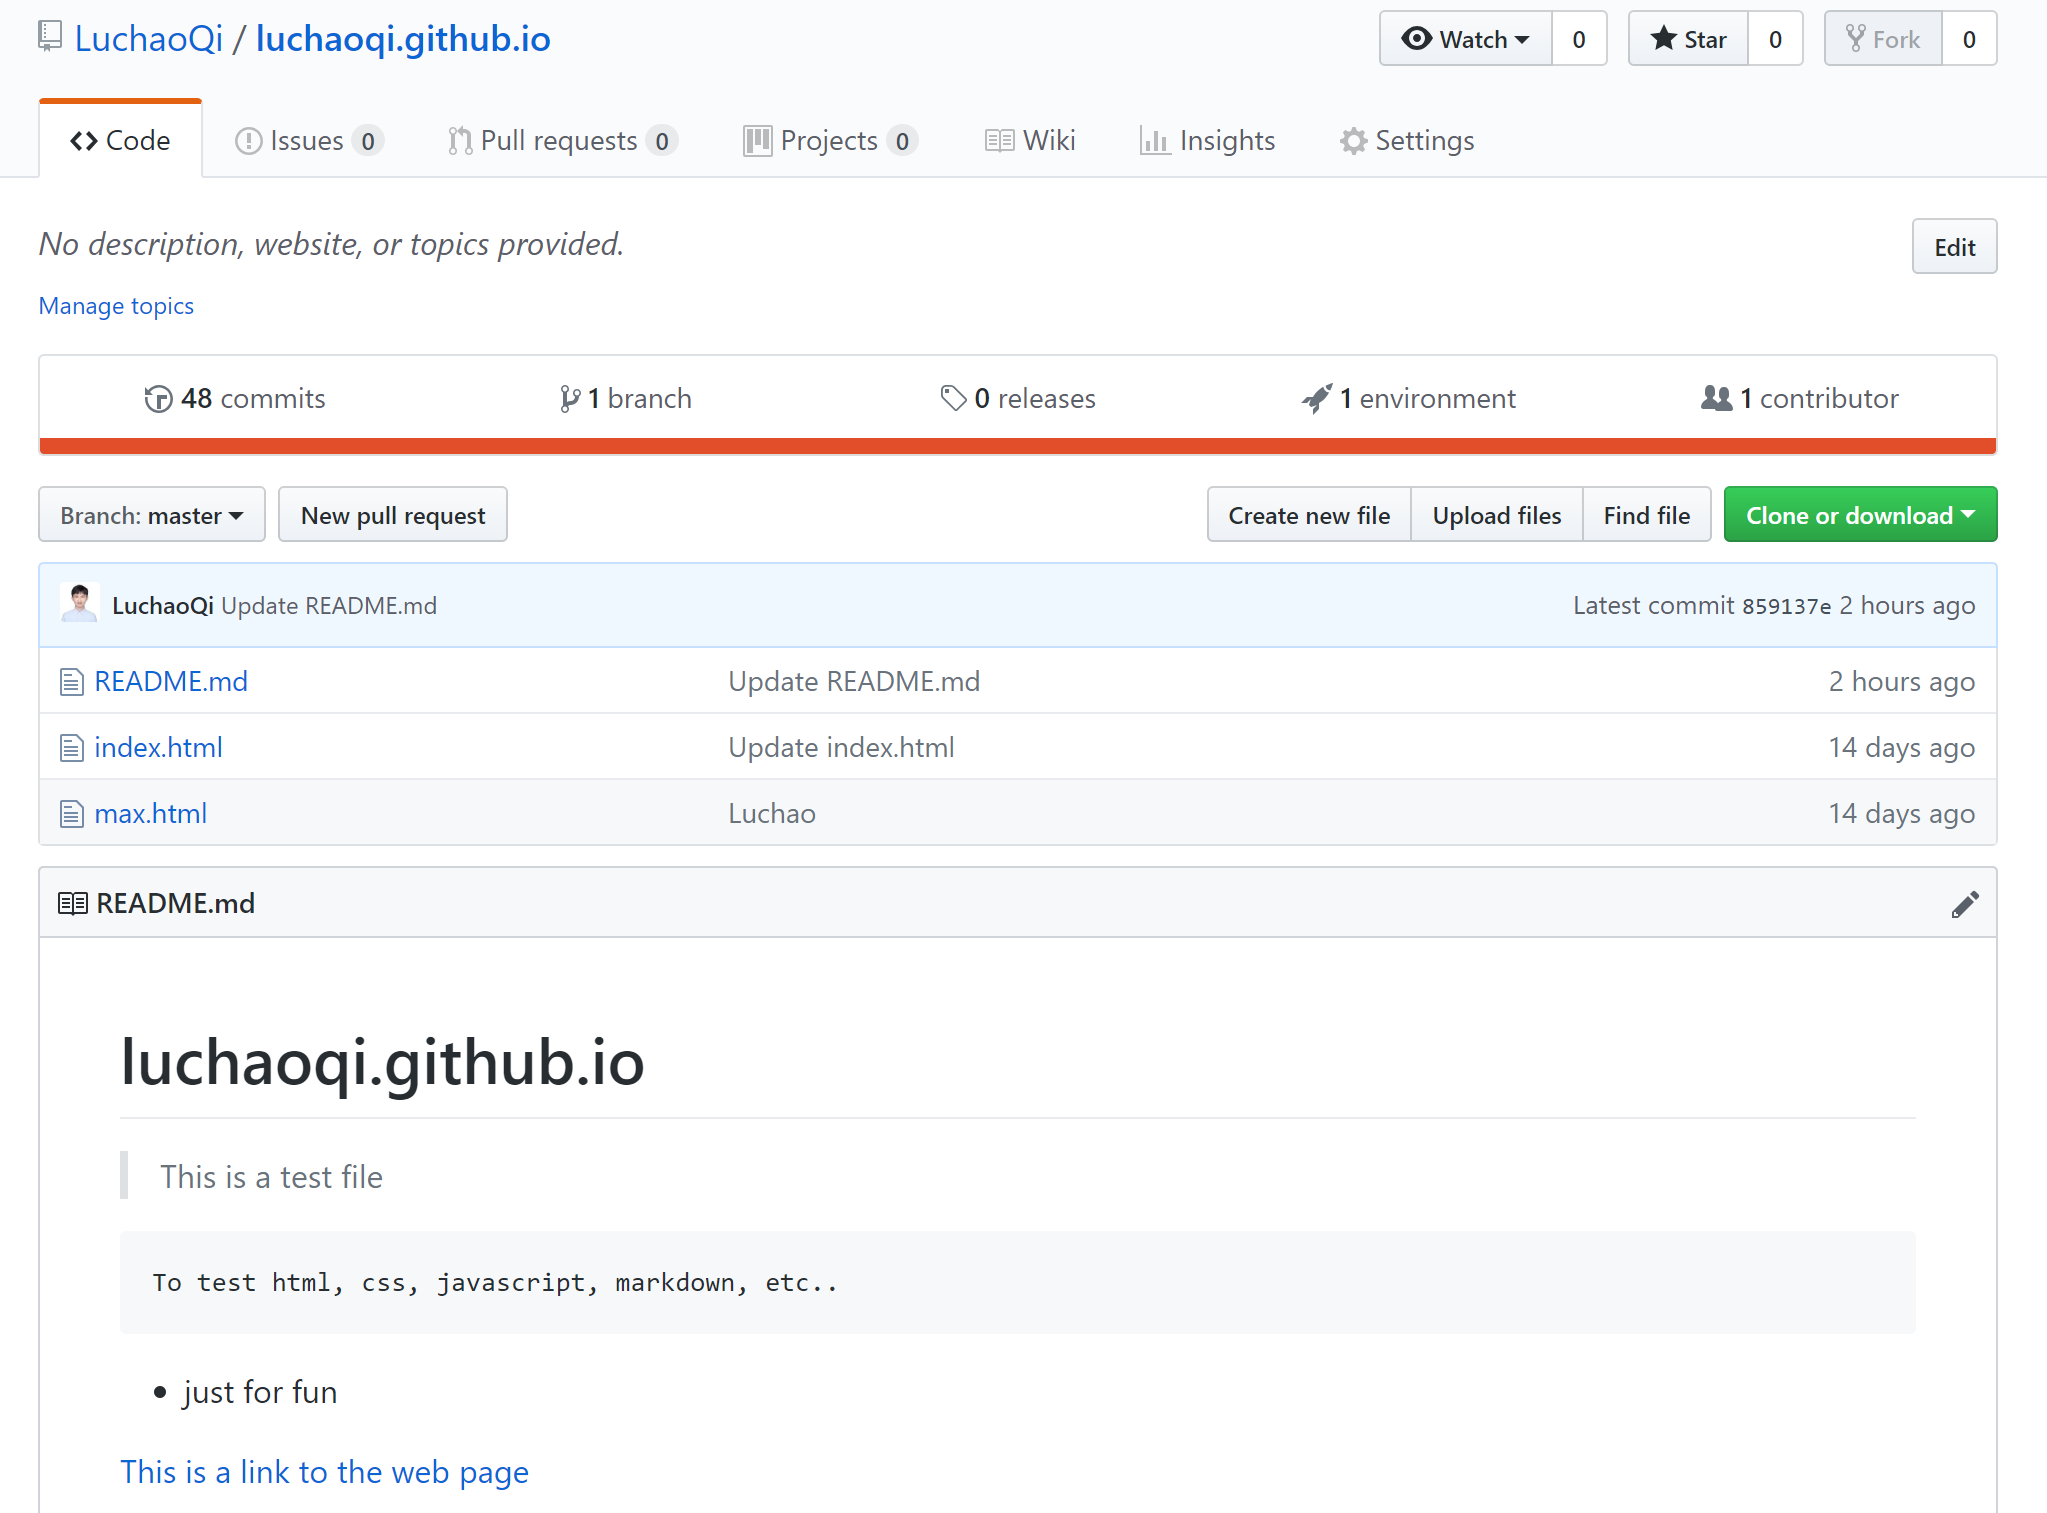 LuchaoQi / luchaoqi.github.io Watch 0 Star 0 Fork 0
Code Issues 0 Pull requests 0 Projects 0 Wiki Insights Settings
No description, website, or topics provided. Edit
Manage topics
48 commits 1 branch 0 releases 1 environment 1 contributor
Branch: master New pull request Create new file Upload files Find file Clone or download
LuchaoQi Update README.md Latest commit 859137e 2 hours ago
README.md Update README.md 2 hours ago
index.html Update index.html 14 days ago
max.html Luchao 14 days ago
README.md
luchaoqi.github.io
This is a test file
To test html, css, javascript, markdown, etc..
just for fun
This is a link to the web page